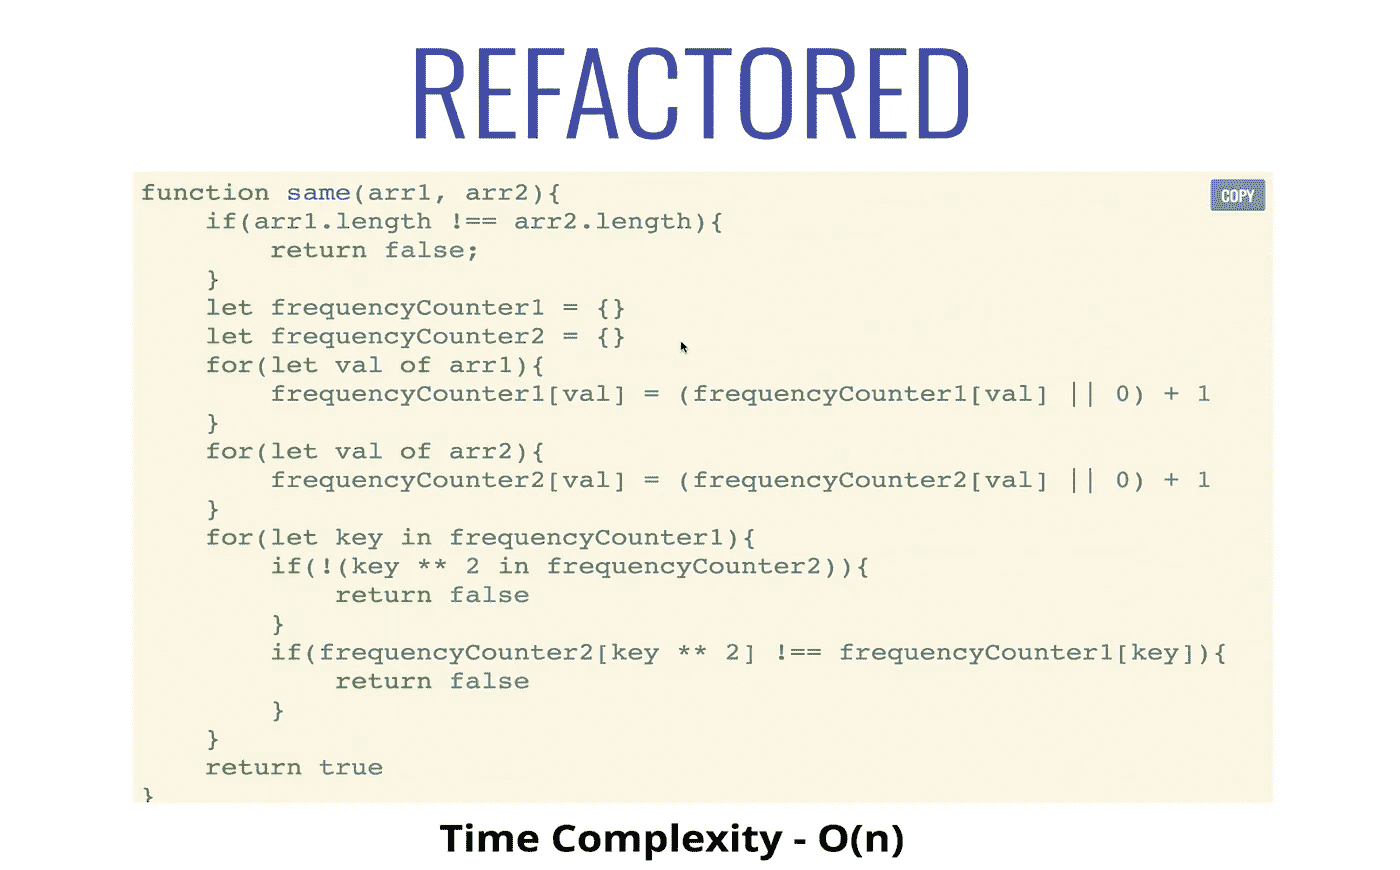 REFACTORED
function same(arr1, arr2){
COPY
    if(arr1.length !== arr2.length){
        return false;
    }
    let frequencyCounter1 = {}
    let frequencyCounter2 = {}
    for(let val of arr1){
        frequencyCounter1[val] = (frequencyCounter1[val] || 0) + 1
    }
    for(let val of arr2){
        frequencyCounter2[val] = (frequencyCounter2[val] || 0) + 1
    }
    for(let key in frequencyCounter1){
        if(!(key ** 2 in frequencyCounter2)){
            return false
        }
        if(frequencyCounter2[key ** 2] !== frequencyCounter1[key]){
            return false
        }
    }
    return true
}
Time Complexity - O(n)